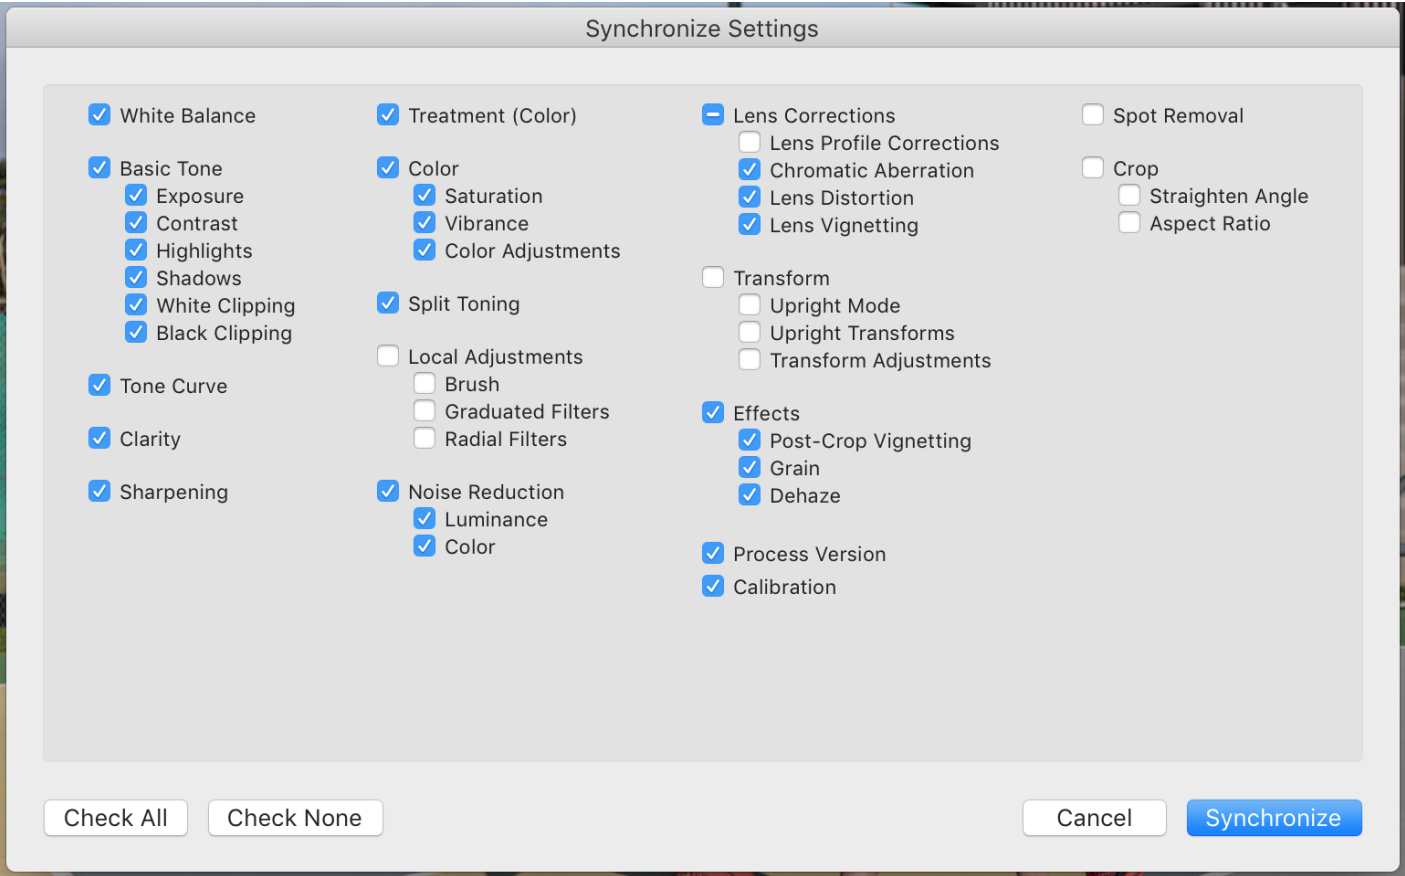 Synchronize Settings
White Balance
Basic Tone
Exposure
Contrast
Highlights
Shadows
White Clipping
Black Clipping
Tone Curve
Clarity
Sharpening
Treatment (Color)
Color
Saturation
Vibrance
Color Adjustments
Split Toning
Local Adjustments
Brush
Graduated Filters
Radial Filters
Noise Reduction
Luminance
Color
Lens Corrections
Lens Profile Corrections
Chromatic Aberration
Lens Distortion
Lens Vignetting
Transform
Upright Mode
Upright Transforms
Transform Adjustments
Effects
Post-Crop Vignetting
Grain
Dehaze
Process Version
Calibration
Spot Removal
Crop
Straighten Angle
Aspect Ratio
Check All
Check None
Cancel
Synchronize